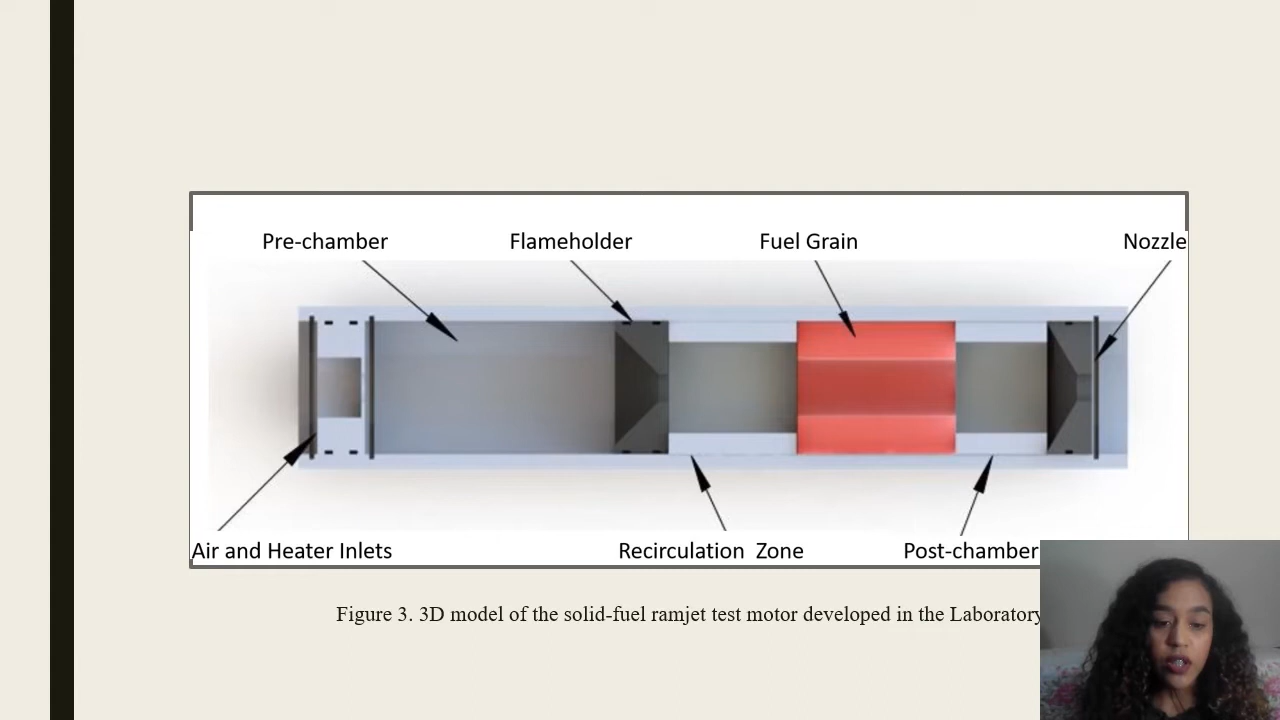 Pre-chamber Flameholder Fuel Grain Nozzle
Air and Heater Inlets Recirculation Zone Post-chamber
Figure 3. 3D model of the solid-fuel ramjet test motor developed in the Laboratory